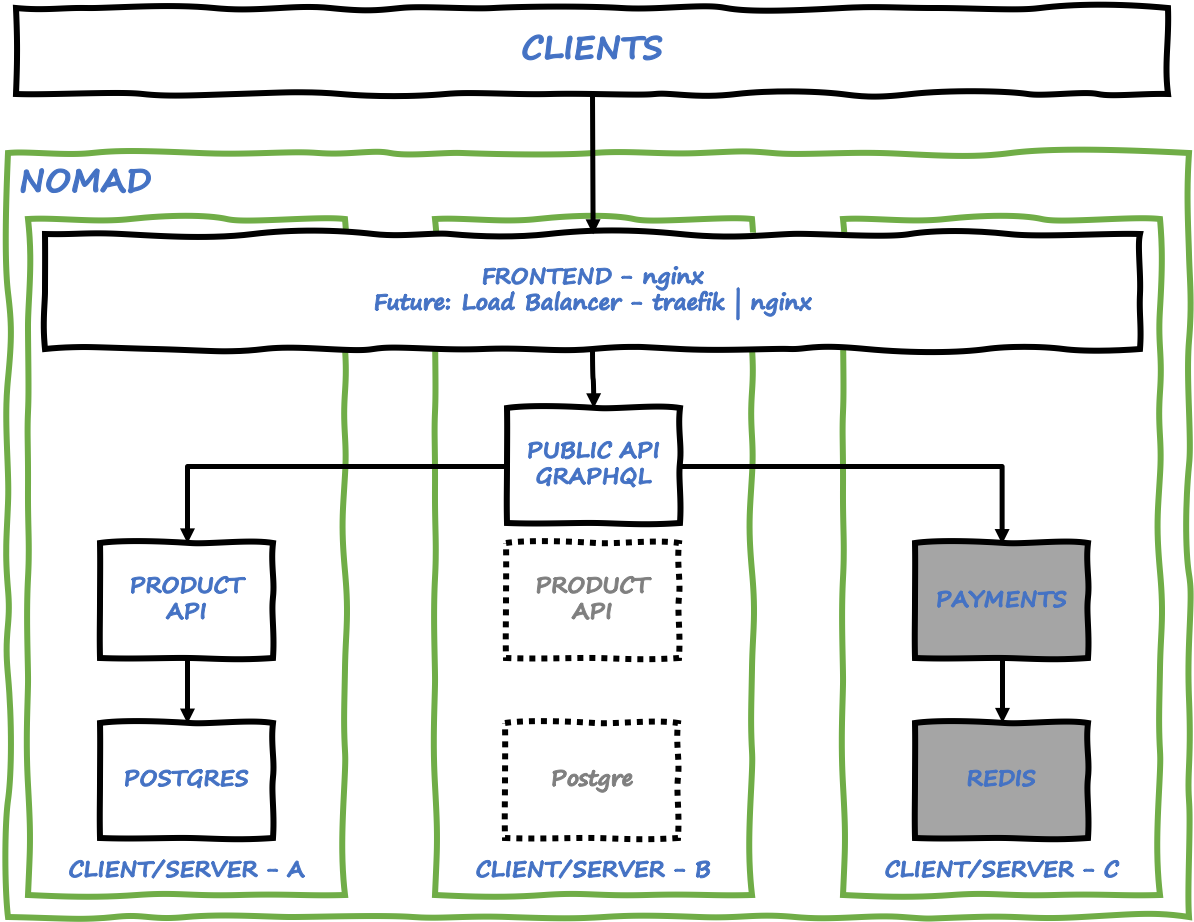 CLIENTS
NOMAD
FRONTEND - nginx
Future: Load Balancer - traefik | nginx
PUBLIC API
GRAPHQL
PRODUCT
API
PRODUCT
API
PAYMENTS
POSTGRES
Postgre
REDIS
CLIENT/SERVER - A
CLIENT/SERVER - B
CLIENT/SERVER - C